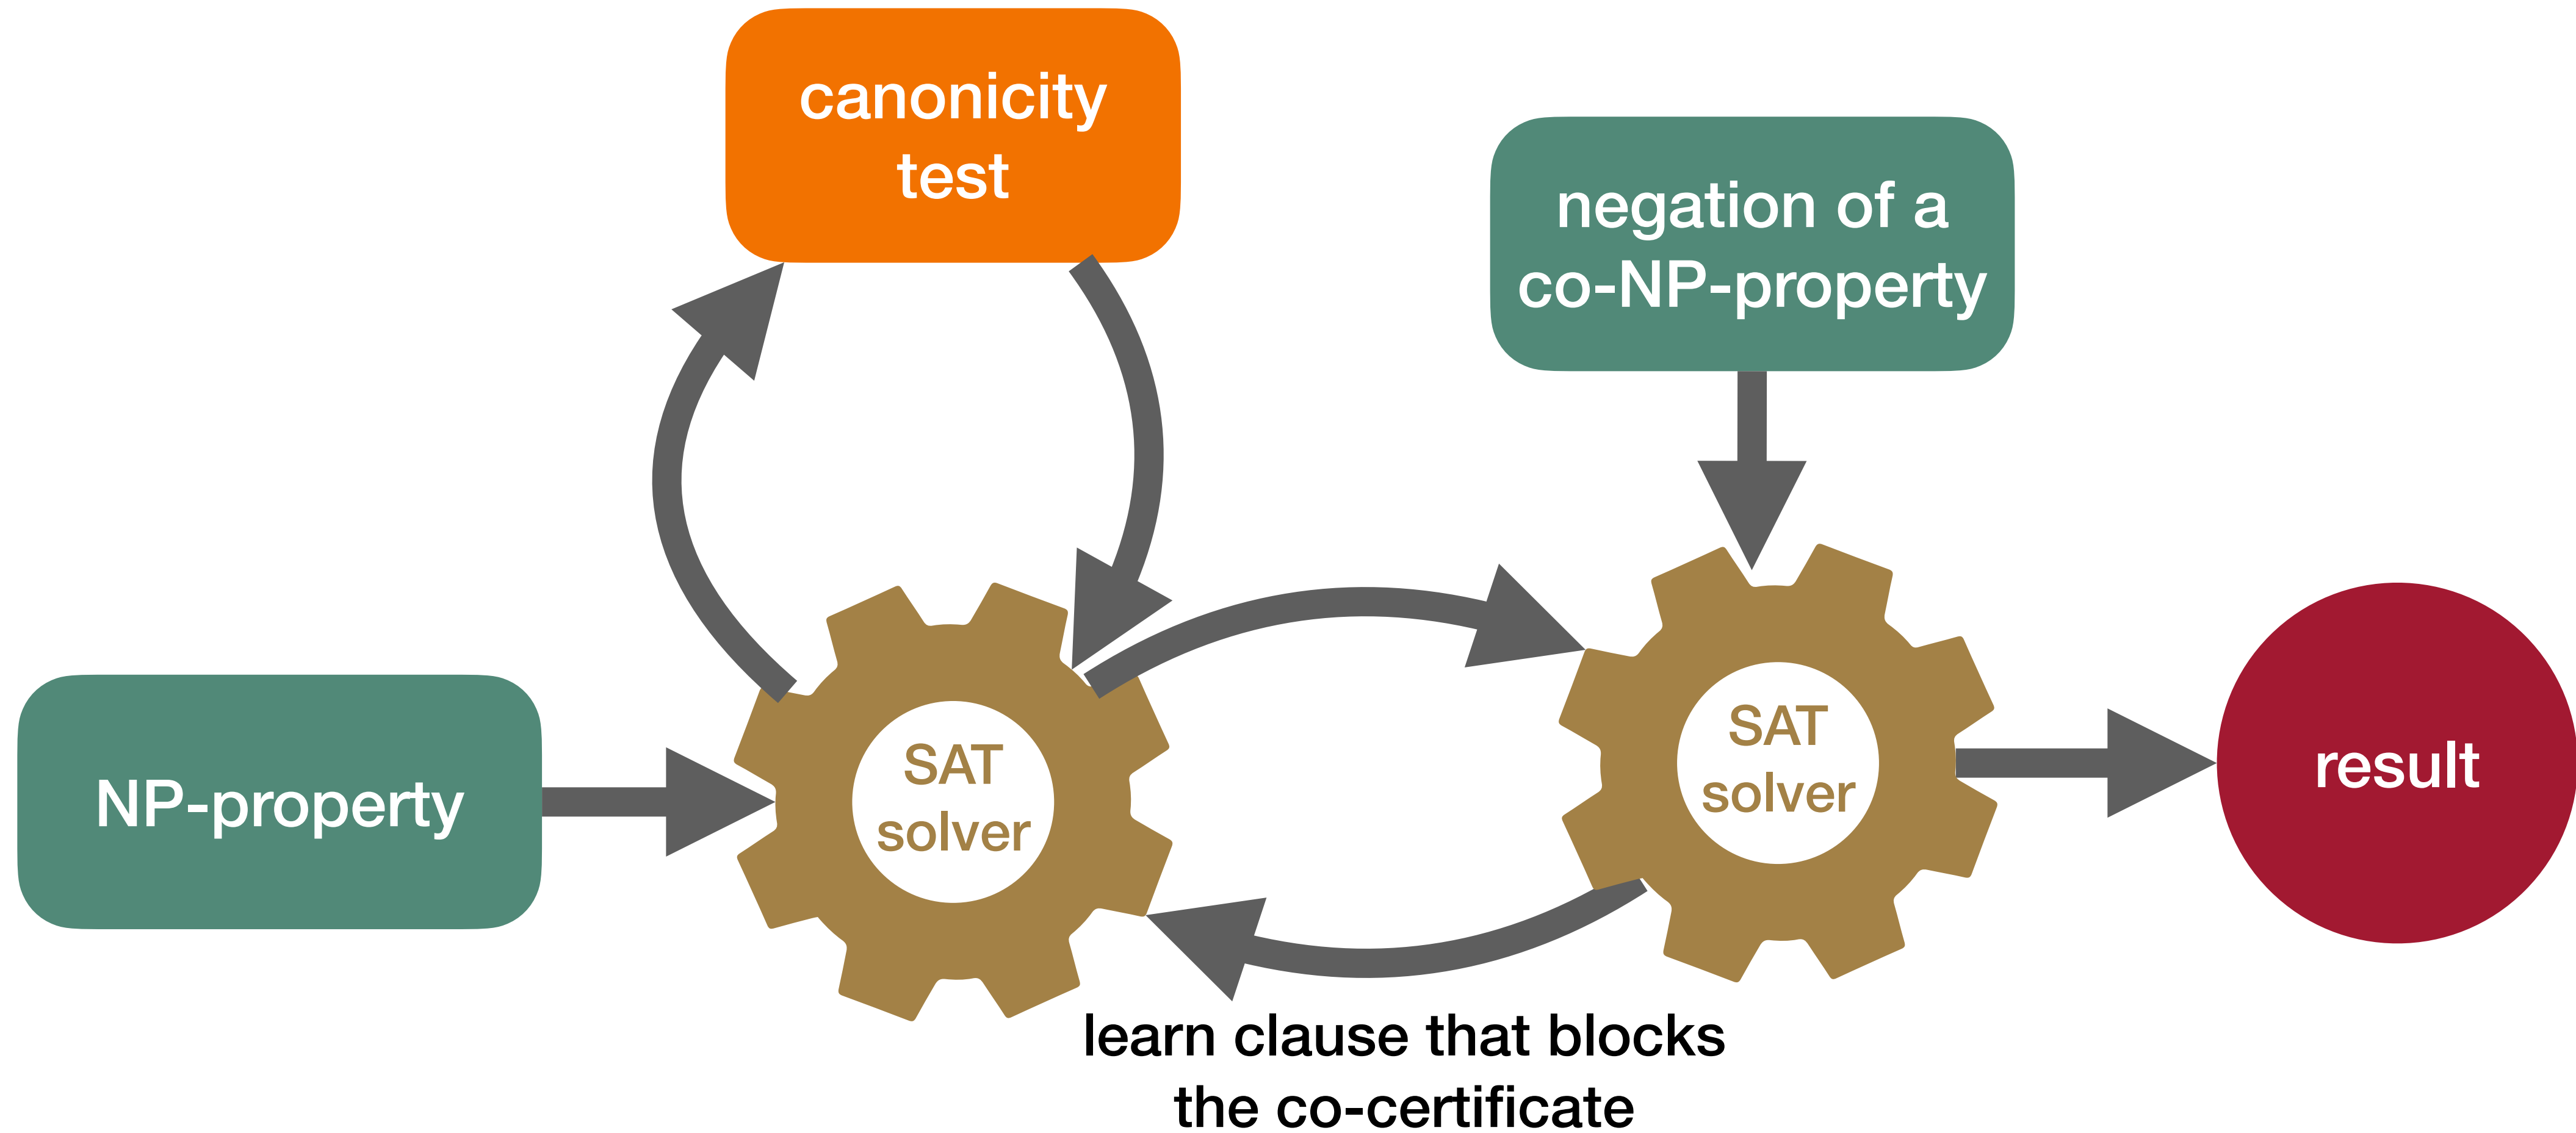 canonicity
test
negation of a
co-NP-property
NP-property
SAT
solver
SAT
solver
result
learn clause that blocks
the co-certificate